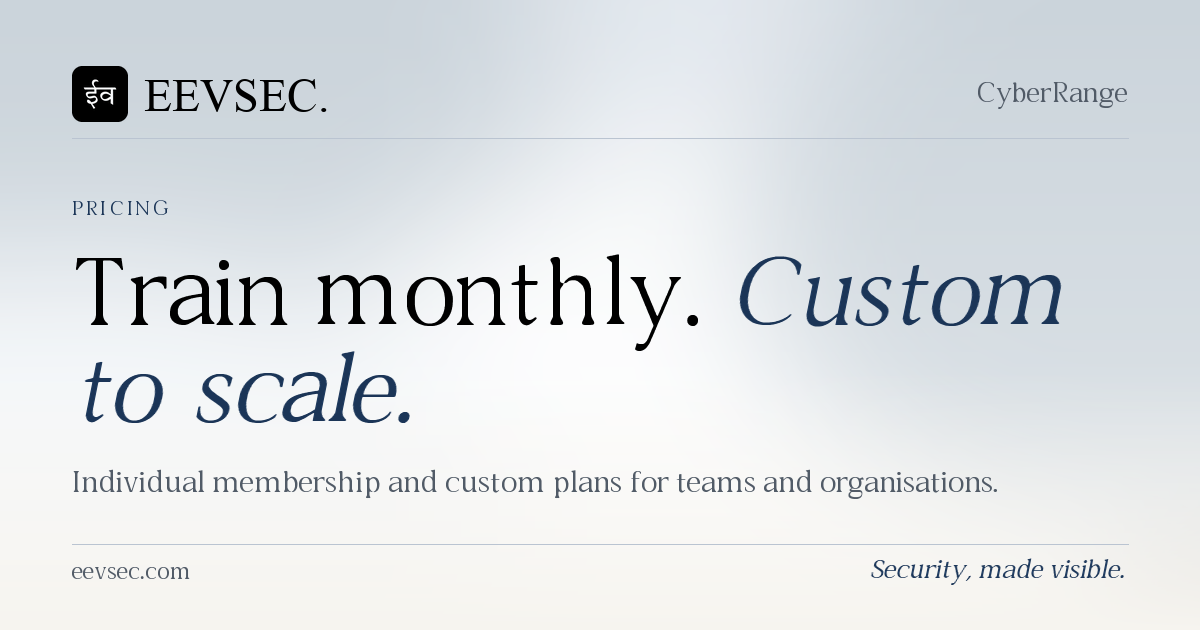 ईव EEVSEC.
CyberRange
PRICING
Train monthly. Custom
to scale.
Individual membership and custom plans for teams and organisations.
eevsec.com
Security, made visible.